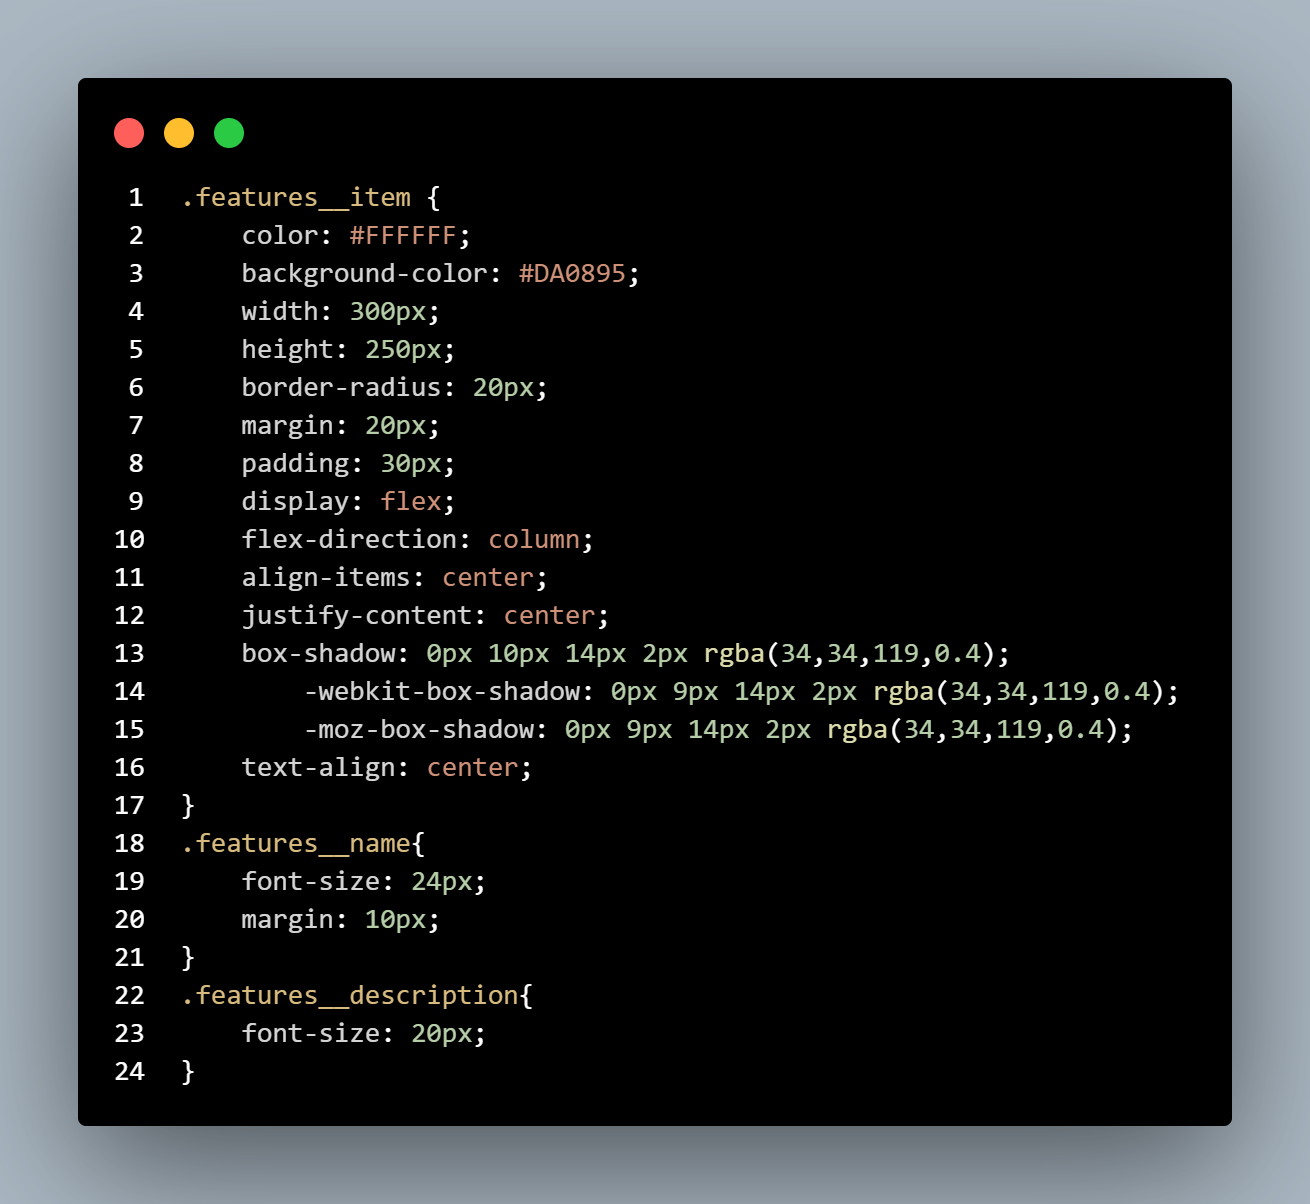 1 .features__item {
2     color: #FFFFFF;
3     background-color: #DA0895;
4     width: 300px;
5     height: 250px;
6     border-radius: 20px;
7     margin: 20px;
8     padding: 30px;
9     display: flex;
10     flex-direction: column;
11     align-items: center;
12     justify-content: center;
13     box-shadow: 0px 10px 14px 2px rgba(34,34,119,0.4);
14         -webkit-box-shadow: 0px 9px 14px 2px rgba(34,34,119,0.4);
15         -moz-box-shadow: 0px 9px 14px 2px rgba(34,34,119,0.4);
16     text-align: center;
17 }
18 .features__name{
19     font-size: 24px;
20     margin: 10px;
21 }
22 .features__description{
23     font-size: 20px;
24 }